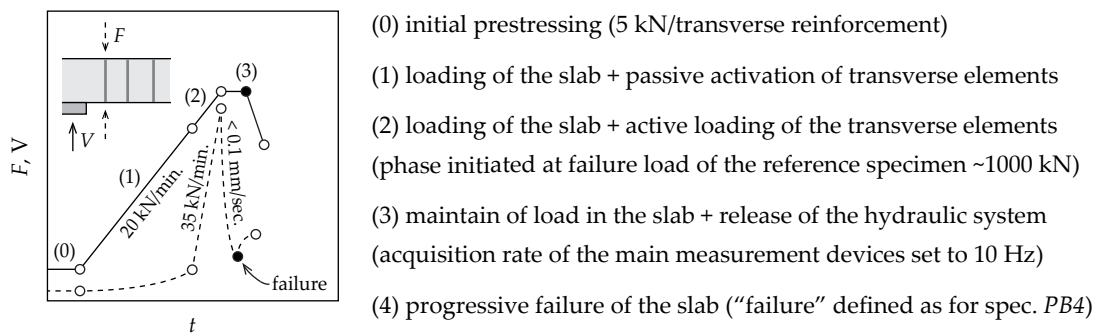 F
V
F, V
t
(0)
(1)
(2)
(3)
20 kN/min.
35 kN/min.
<0.1 mm/sec.
failure
(0) initial prestressing (5 kN/transverse reinforcement)
(1) loading of the slab + passive activation of transverse elements
(2) loading of the slab + active loading of the transverse elements
(phase initiated at failure load of the reference specimen ~1000 kN)
(3) maintain of load in the slab + release of the hydraulic system
(acquisition rate of the main measurement devices set to 10 Hz)
(4) progressive failure of the slab (“failure” defined as for spec. PB4)